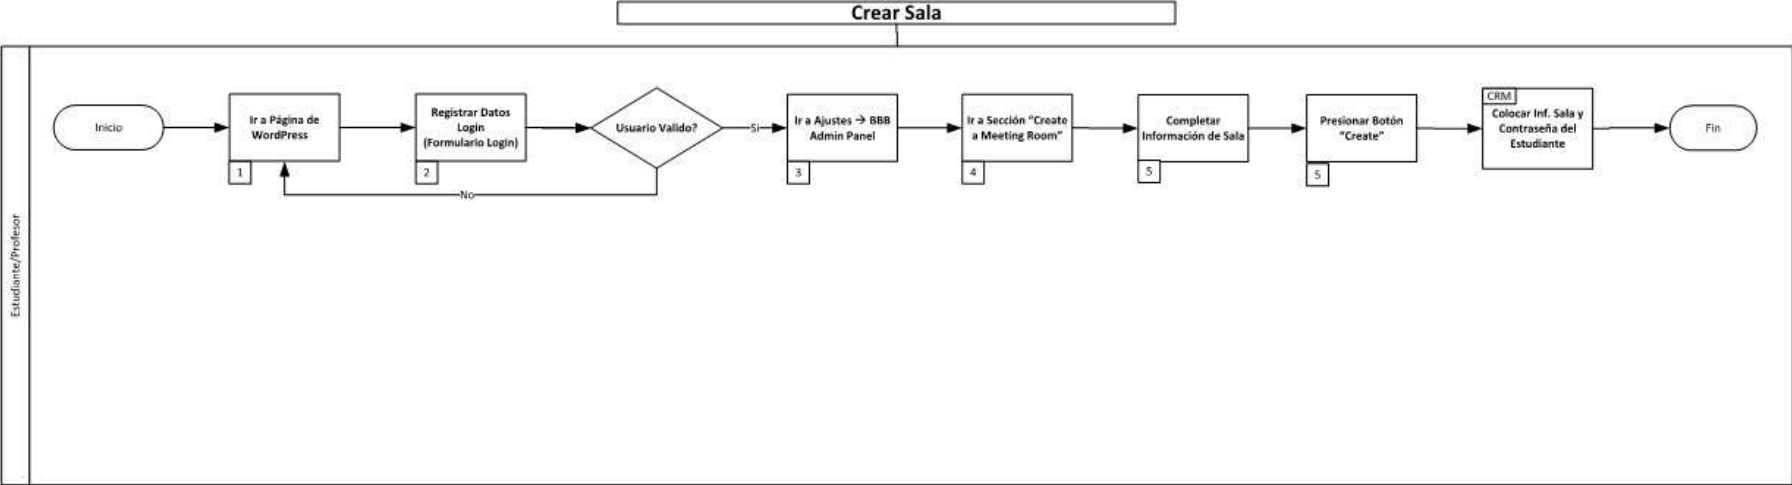 Crear Sala
Estudiante/Profesor
Inicio
Ir a Página de
WordPress
1
Registrar Datos
Login
(Formulario Login)
2
Usuario Valido?
Si
No
Ir a Ajustes → BBB
Admin Panel
3
Ir a Sección “Create
a Meeting Room”
4
Completar
Información de Sala
5
Presionar Botón
“Create”
5
CRM
Colocar Inf. Sala y
Contraseña del
Estudiante
Fin